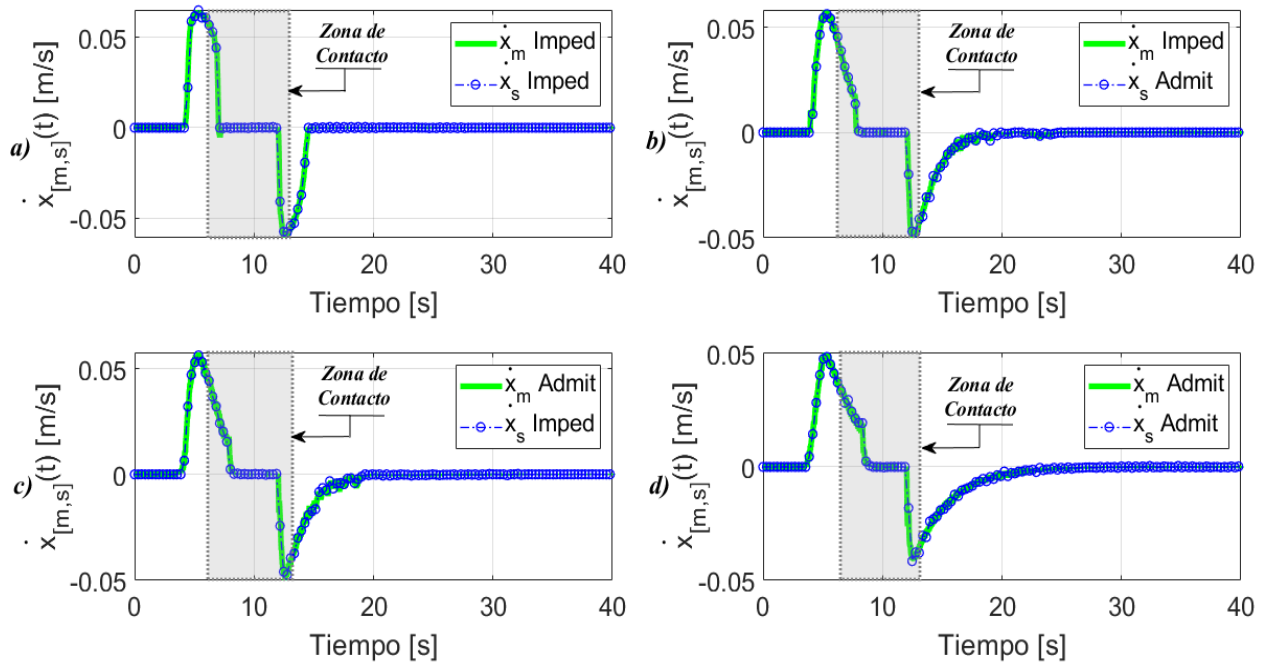 a)
ẋ[m,s](t) [m/s]
0.05
0
-0.05
0 10 20 30 40
Tiempo [s]
Zona de
Contacto
ẋm Imped
ẋs Imped
b)
ẋ[m,s](t) [m/s]
0.05
0
-0.05
0 10 20 30 40
Tiempo [s]
Zona de
Contacto
ẋm Imped
ẋs Admit
c)
ẋ[m,s](t) [m/s]
0.05
0
-0.05
0 10 20 30 40
Tiempo [s]
Zona de
Contacto
ẋm Admit
ẋs Imped
d)
ẋ[m,s](t) [m/s]
0.05
0
-0.05
0 10 20 30 40
Tiempo [s]
Zona de
Contacto
ẋm Admit
ẋs Admit